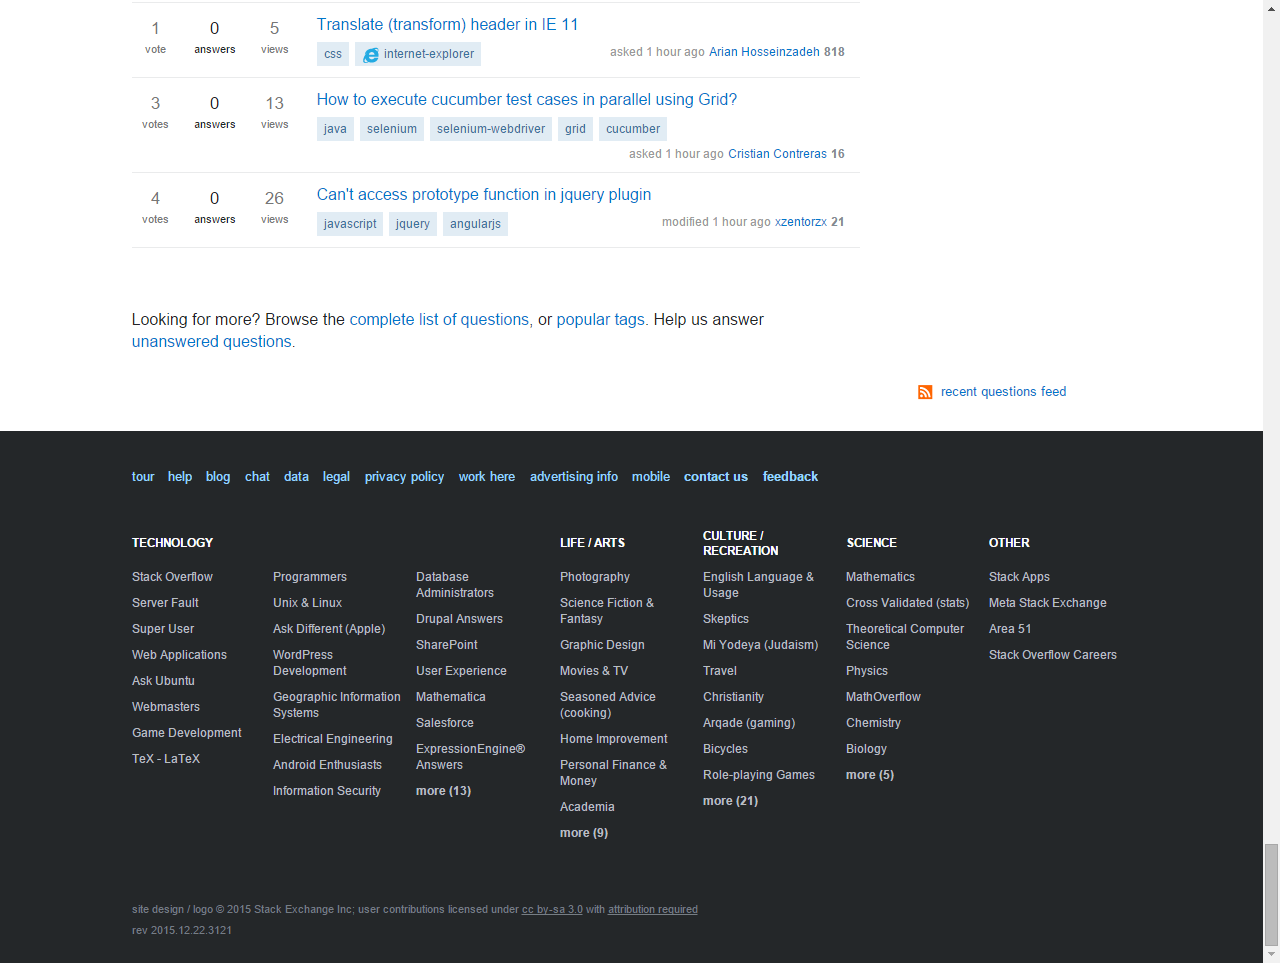 1 0 5 Translate (transform) header in IE 11
vote answers views css internet-explorer asked 1 hour ago Arian Hosseinzadeh 818
3 0 13 How to execute cucumber test cases in parallel using Grid?
votes answers views java selenium selenium-webdriver grid cucumber
asked 1 hour ago Cristian Contreras 16
4 0 26 Can't access prototype function in jquery plugin
votes answers views javascript jquery angularjs modified 1 hour ago xzentorzx 21
Looking for more? Browse the complete list of questions, or popular tags. Help us answer
unanswered questions.
recent questions feed
tour help blog chat data legal privacy policy work here advertising info mobile contact us feedback
TECHNOLOGY
Stack Overflow
Server Fault
Super User
Web Applications
Ask Ubuntu
Webmasters
Game Development
TeX - LaTeX
Programmers
Unix & Linux
Ask Different (Apple)
WordPress
Development
Geographic Information
Systems
Electrical Engineering
Android Enthusiasts
Information Security
Database
Administrators
Drupal Answers
SharePoint
User Experience
Mathematica
Salesforce
ExpressionEngine®
Answers
more (13)
LIFE / ARTS
Photography
Science Fiction &
Fantasy
Graphic Design
Movies & TV
Seasoned Advice
(cooking)
Home Improvement
Personal Finance &
Money
Academia
more (9)
CULTURE /
RECREATION
English Language &
Usage
Skeptics
Mi Yodeya (Judaism)
Travel
Christianity
Arqade (gaming)
Bicycles
Role-playing Games
more (21)
SCIENCE
Mathematics
Cross Validated (stats)
Theoretical Computer
Science
Physics
MathOverflow
Chemistry
Biology
more (5)
OTHER
Stack Apps
Meta Stack Exchange
Area 51
Stack Overflow Careers
site design / logo © 2015 Stack Exchange Inc; user contributions licensed under cc by-sa 3.0 with attribution required
rev 2015.12.22.3121